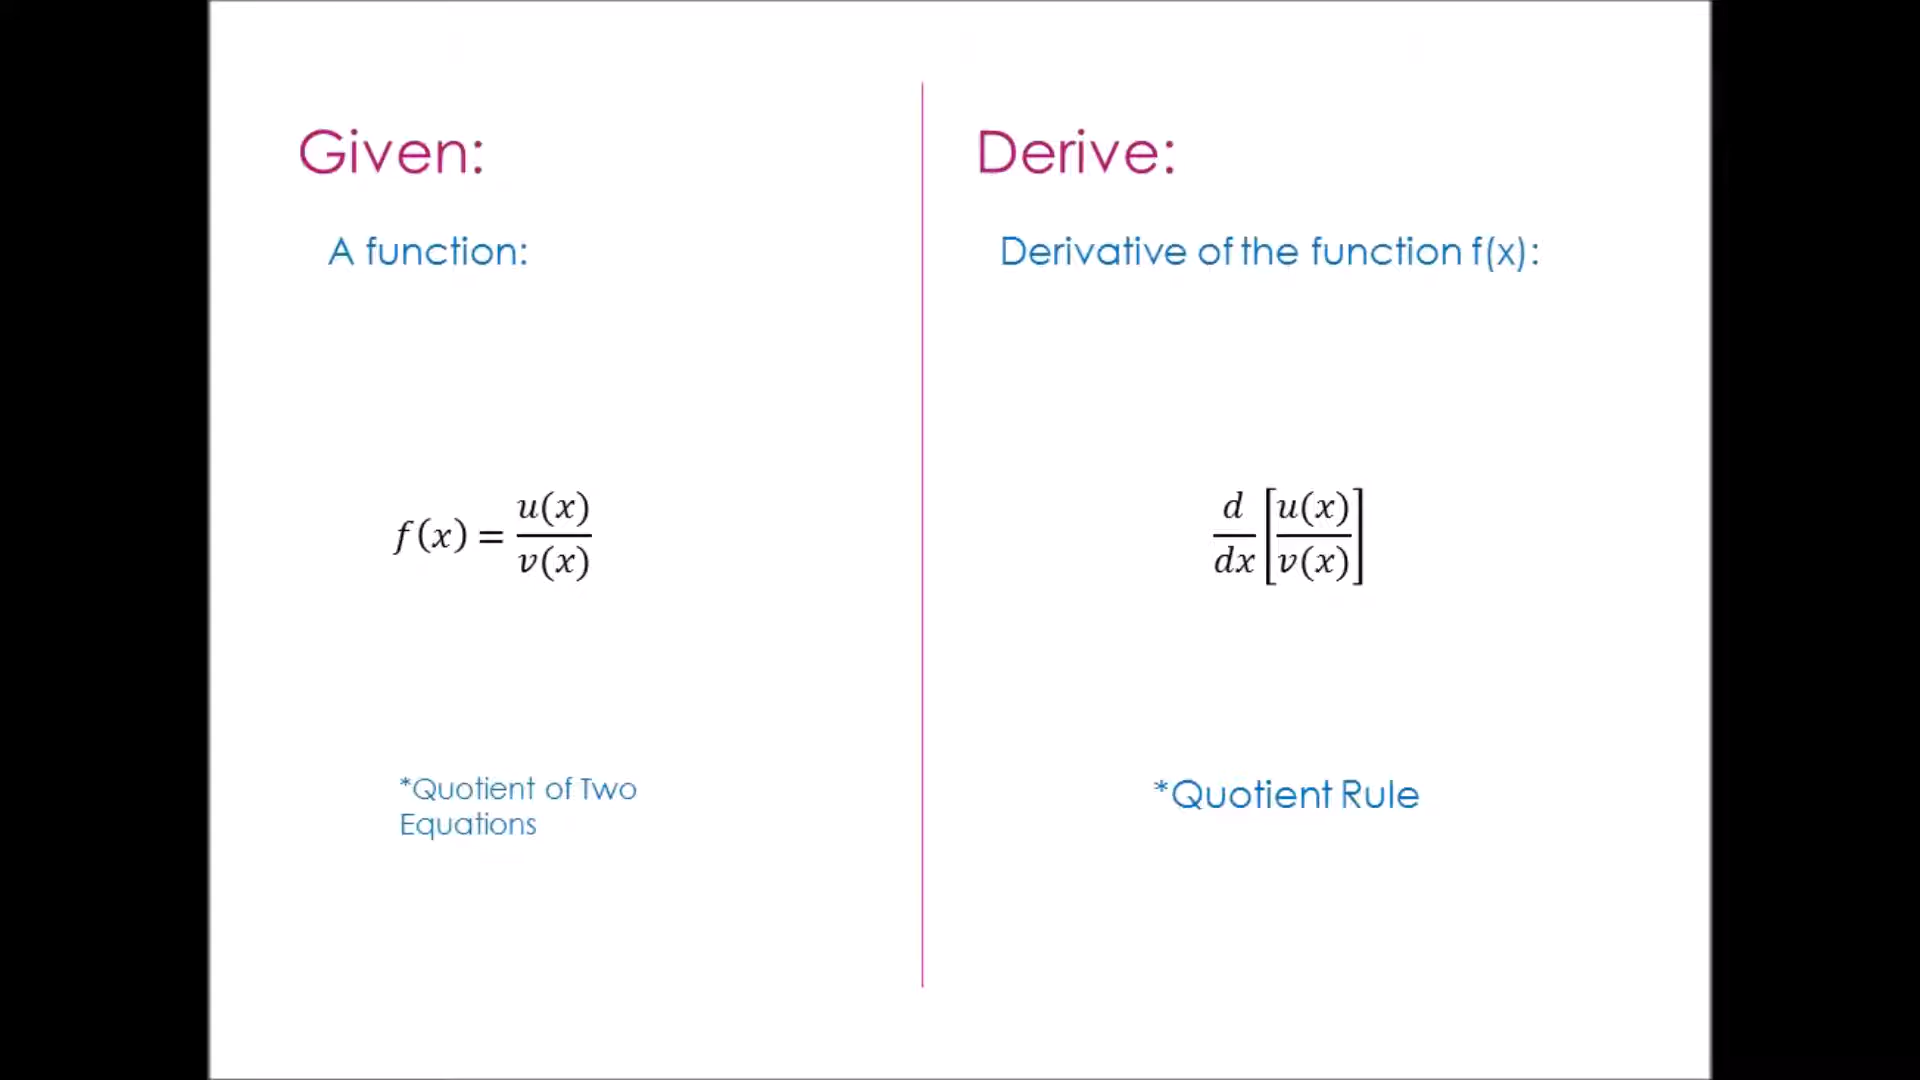 Given:
A function:
f(x) = u(x)/v(x)
*Quotient of Two
Equations
Derive:
Derivative of the function f(x):
d/dx [u(x)/v(x)]
*Quotient Rule